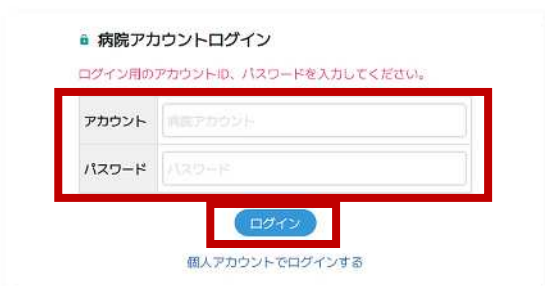 病院アカウントログイン
ログイン用のアカウントID、パスワードを入力してください。
アカウント 病院アカウント
パスワード パスワード
ログイン
個人アカウントでログインする